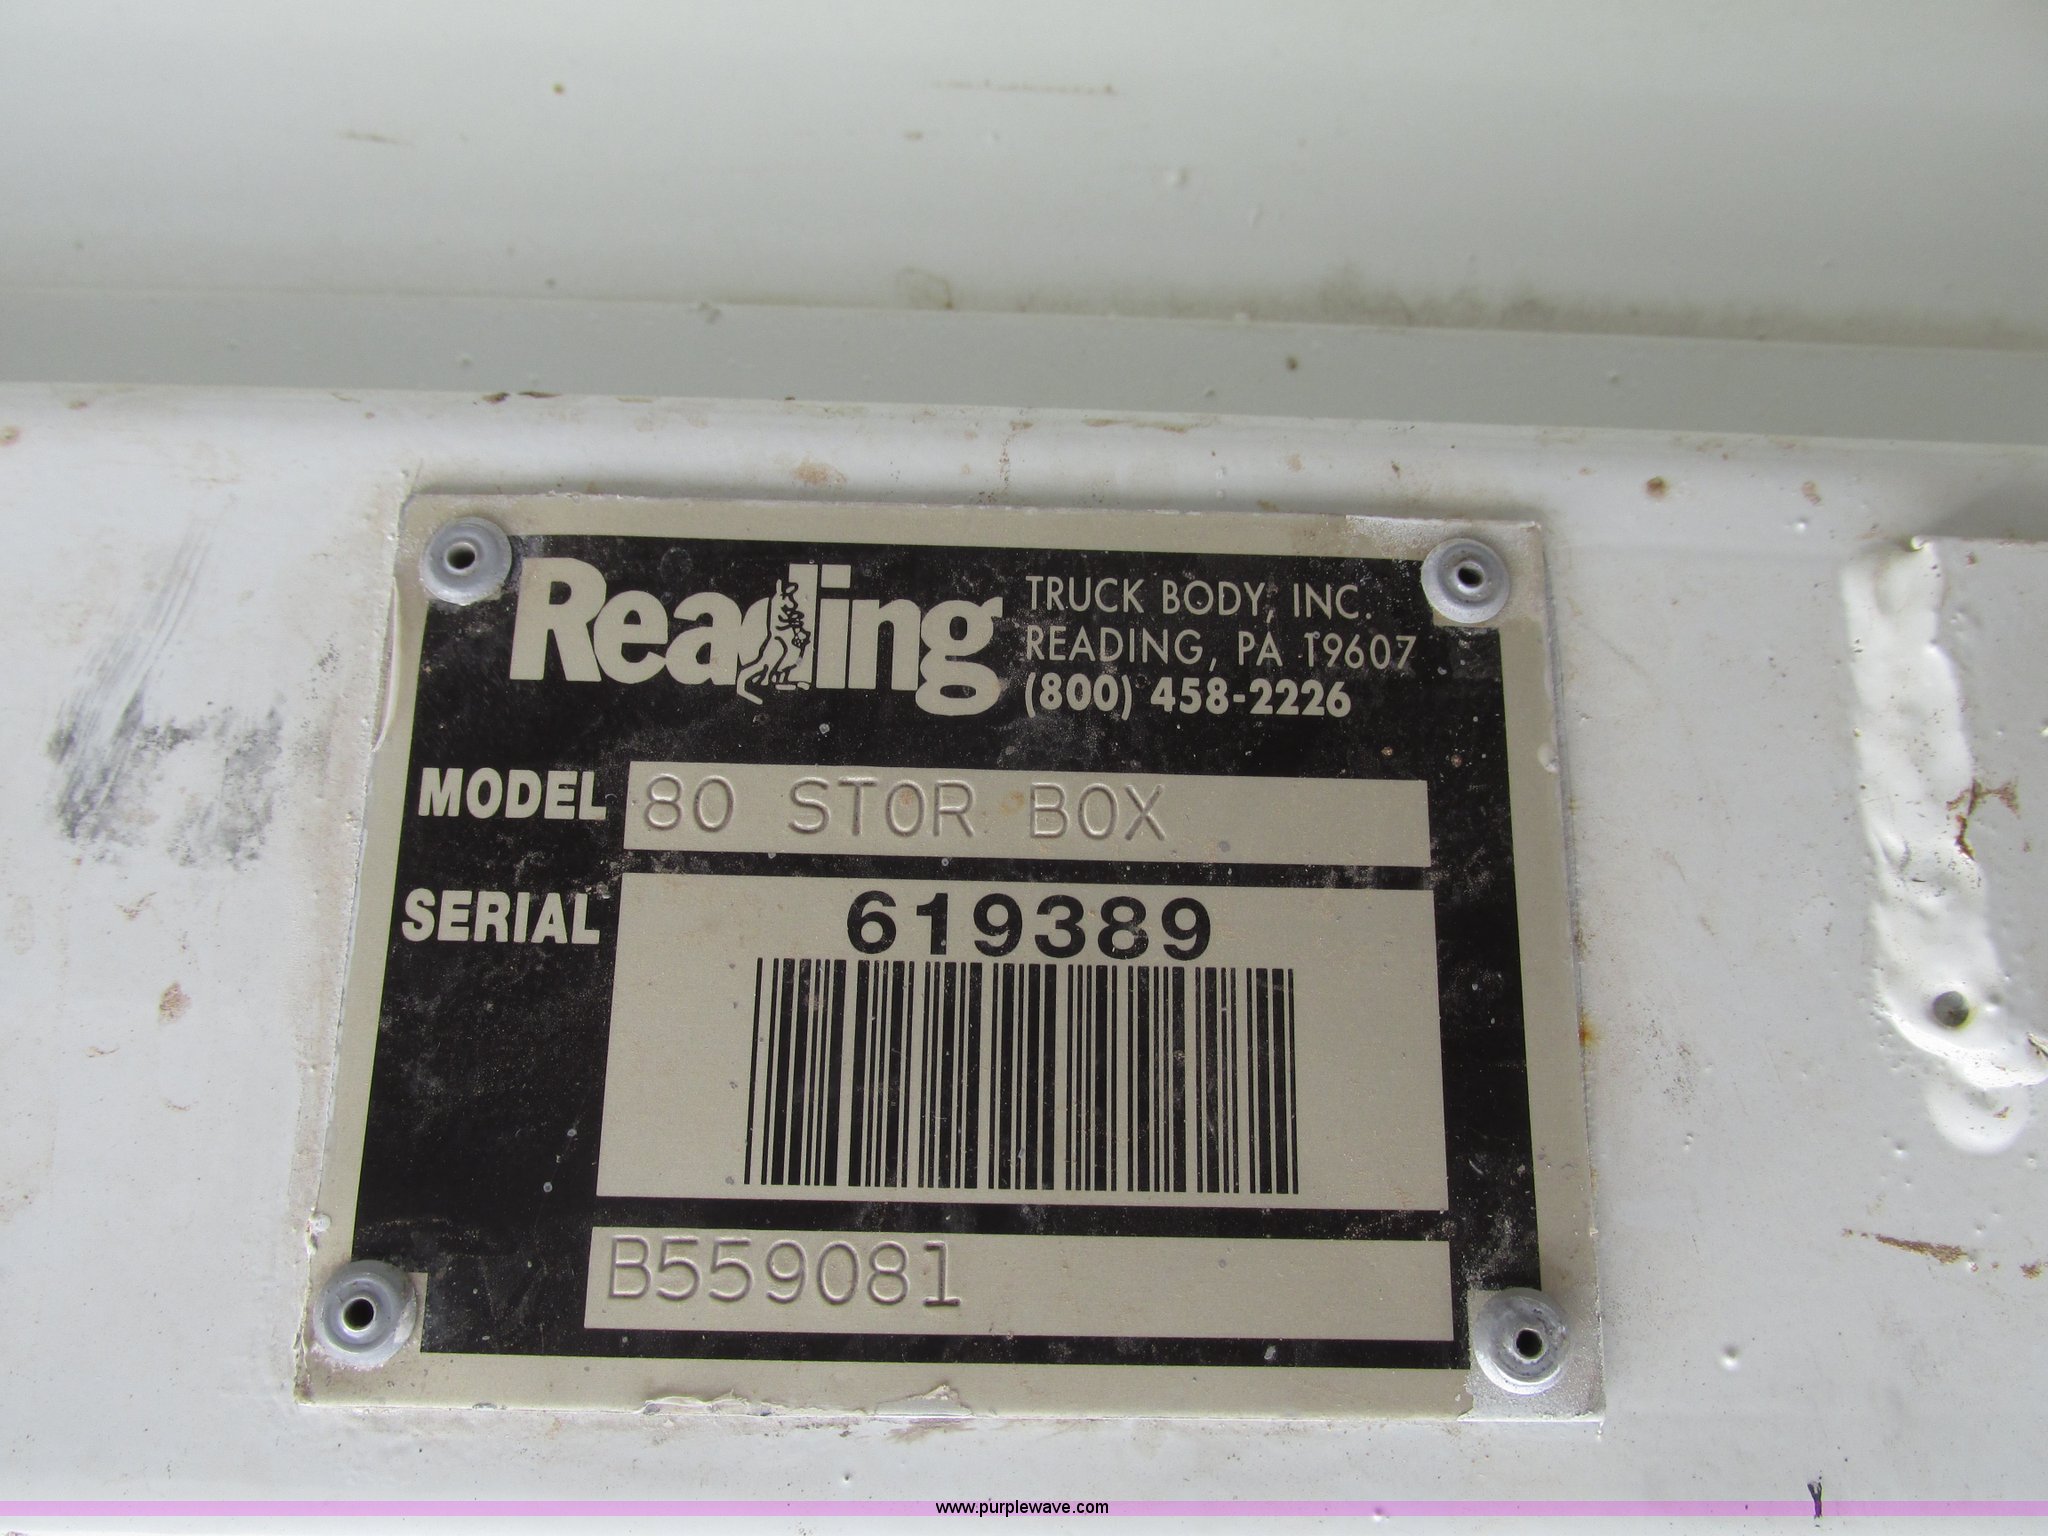 Reading
TRUCK BODY, INC.
READING, PA 19607
(800) 458-2226
MODEL 80 STOR BOX
SERIAL 619389
B559081
www.purplewave.com